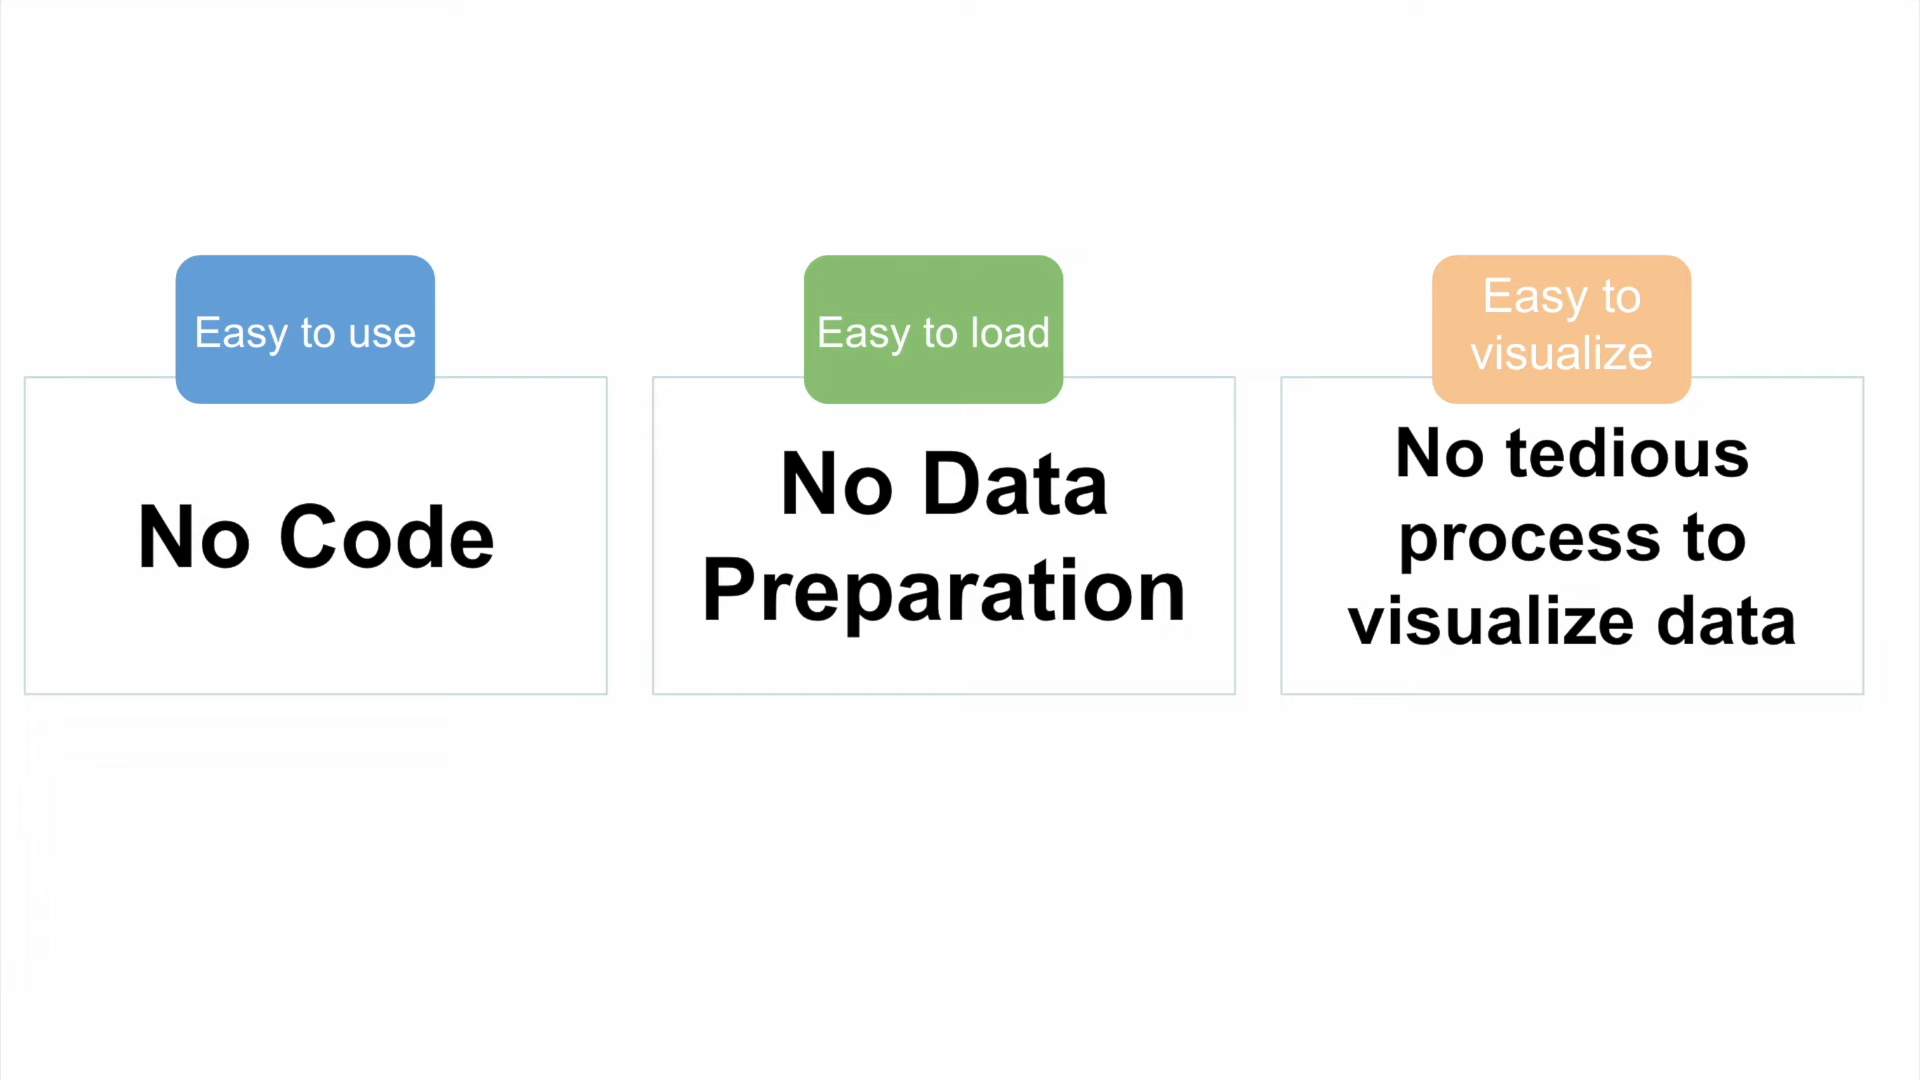 Easy to use
No Code
Easy to load
No Data
Preparation
Easy to
visualize
No tedious
process to
visualize data